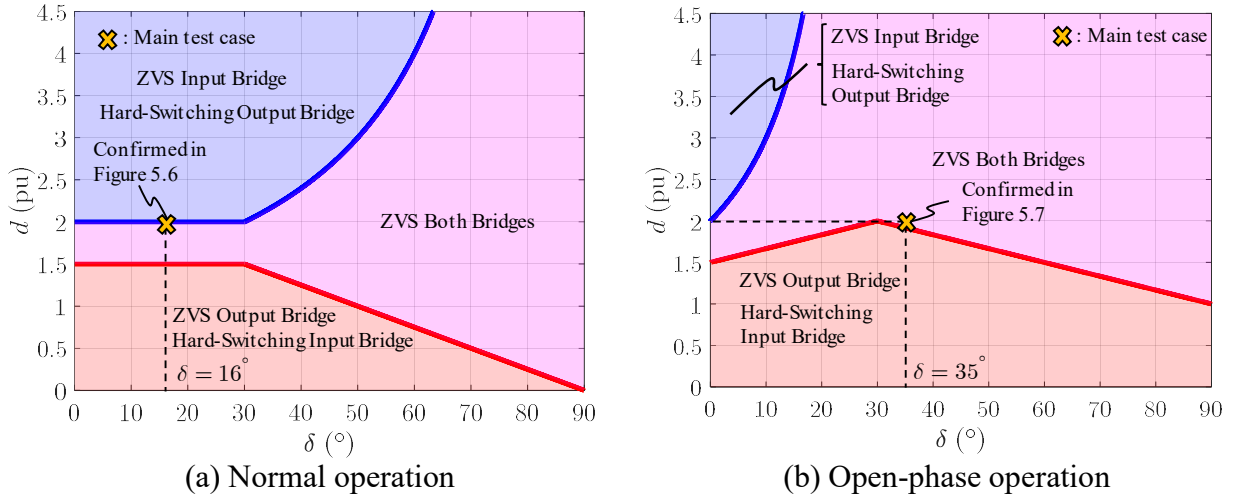 4.5
4
3.5
3
2.5
2
1.5
1
0.5
0
d (pu)
: Main test case
ZVS Input Bridge
Hard-Switching Output Bridge
Confirmed in
Figure 5.6
ZVS Both Bridges
ZVS Output Bridge
Hard-Switching Input Bridge
δ = 16°
0 10 20 30 40 50 60 70 80 90
δ (°)
(a) Normal operation
4.5
4
3.5
3
2.5
2
1.5
1
0.5
0
d (pu)
ZVS Input Bridge
Hard-Switching
Output Bridge
: Main test case
ZVS Both Bridges
Confirmed in
Figure 5.7
ZVS Output Bridge
Hard-Switching
Input Bridge
δ = 35°
0 10 20 30 40 50 60 70 80 90
δ (°)
(b) Open-phase operation